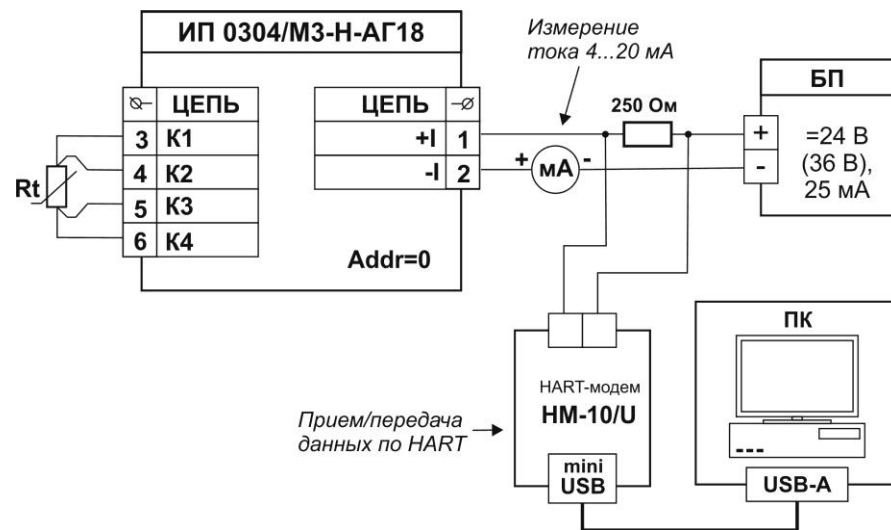 ИП 0304/М3-Н-АГ18
Измерение
тока 4...20 мА
БП
ЦЕПЬ
ЦЕПЬ
250 Ом
3 К1
+I 1
+
=24 В
(36 В),
25 мА
Rt
4 К2
-I 2
+ мА -
-
5 К3
6 К4
Addr=0
ПК
HART-модем
HM-10/U
Прием/передача
данных по HART
mini
USB
USB-A